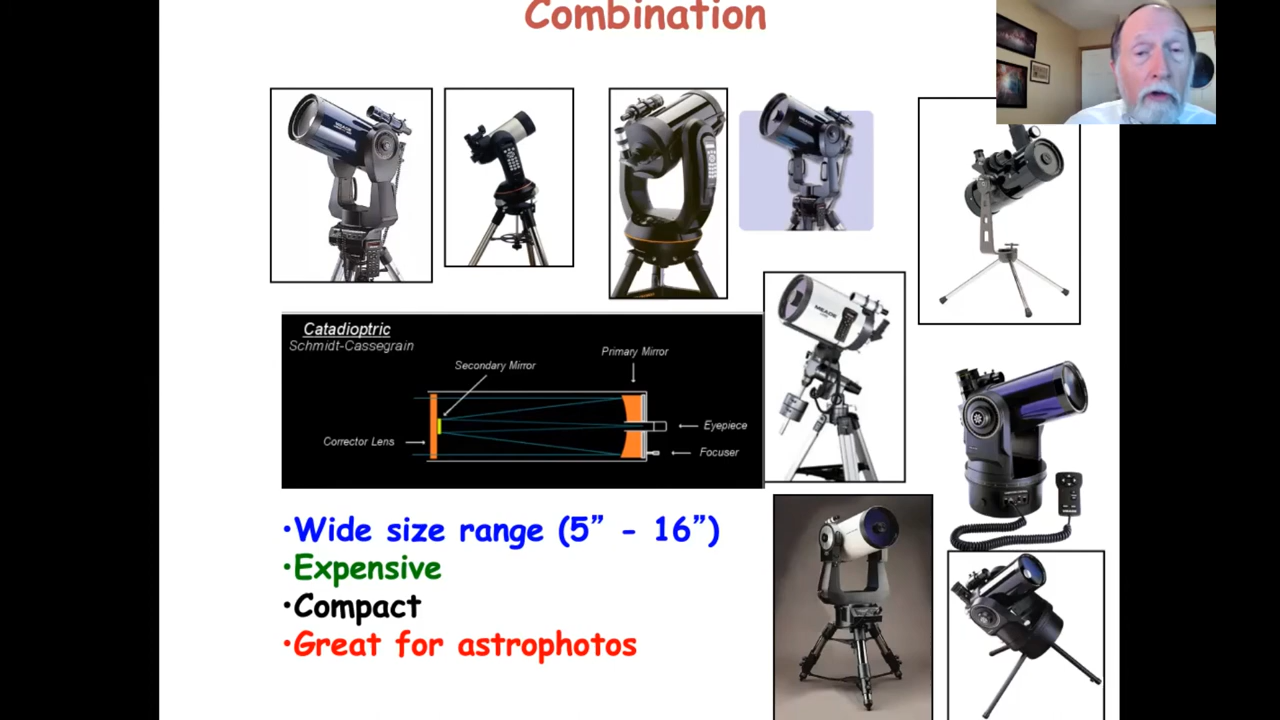 Combination
Catadioptric
Schmidt-Cassegrain
Primary Mirror
Secondary Mirror
Eyepiece
Corrector Lens
Focuser
MEADE
•Wide size range (5” - 16”)
•Expensive
•Compact
•Great for astrophotos